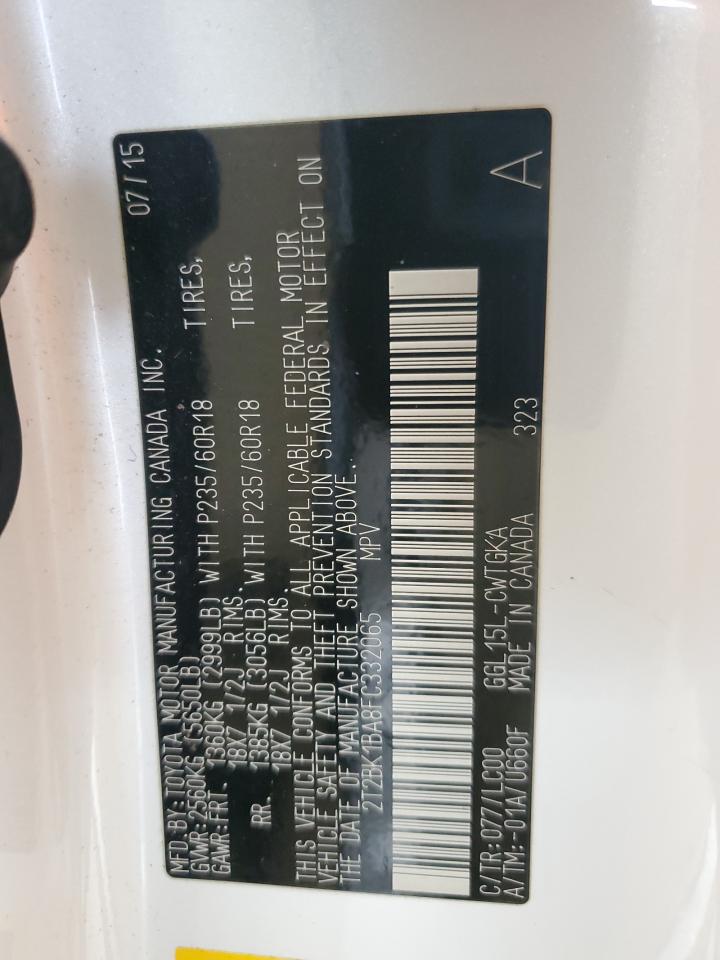 MFD BY: TOYOTA MOTOR MANUFACTURING CANADA INC. 07/15
GVWR: 2560KG (5650LB)
GAWR: FRT. 1360KG (2999LB) WITH P235/60R18 TIRES,
18X7 1/2J RIMS.
RR. 1385KG (3056LB) WITH P235/60R18 TIRES,
18X7 1/2J RIMS.
THIS VEHICLE CONFORMS TO ALL APPLICABLE FEDERAL MOTOR
VEHICLE SAFETY AND THEFT PREVENTION STANDARDS IN EFFECT ON
THE DATE OF MANUFACTURE SHOWN ABOVE.
2T2BK1BA8FC332065 MPV
C/TR: 077/LC00 GGL15L-CWTGKA 323
A/TM: -01A/U660F MADE IN CANADA
A